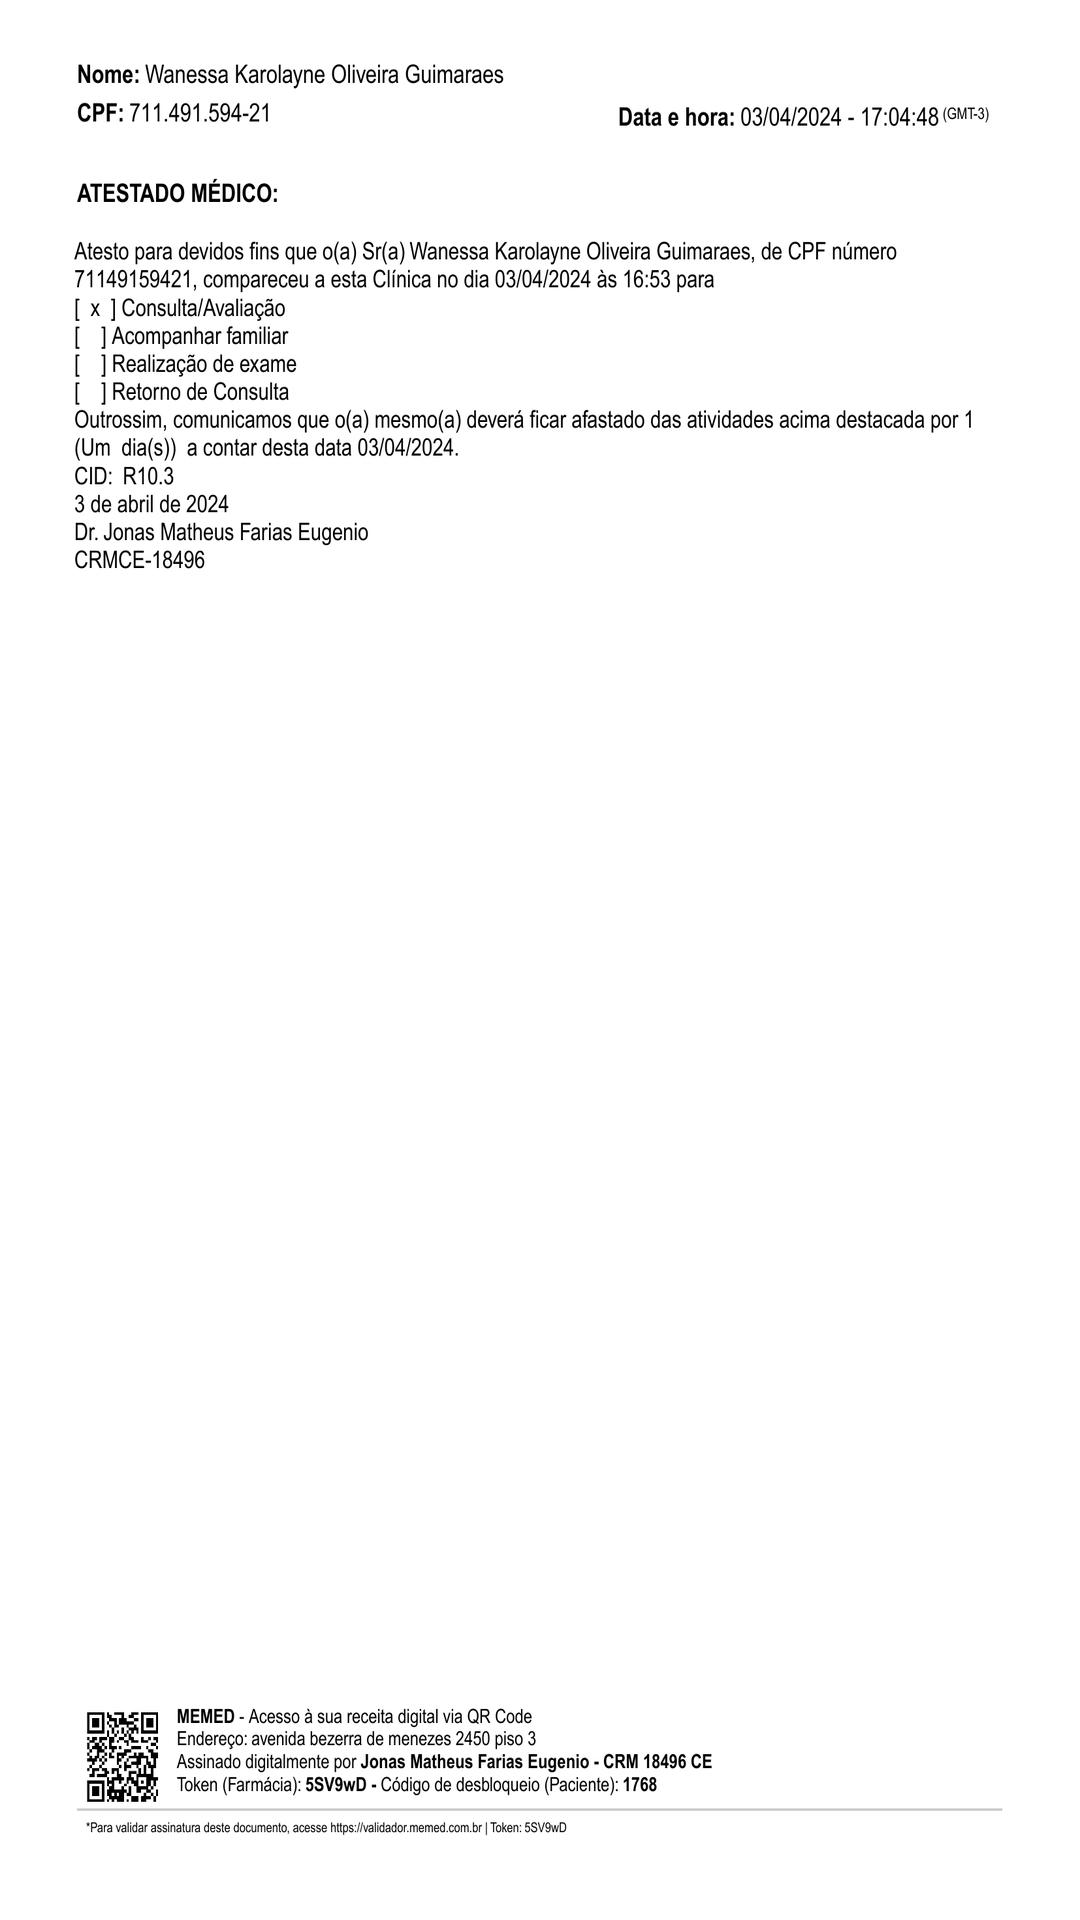 Nome: Wanessa Karolayne Oliveira Guimaraes
CPF: 711.491.594-21
Data e hora: 03/04/2024 - 17:04:48 (GMT-3)
ATESTADO MÉDICO:
Atesto para devidos fins que o(a) Sr(a) Wanessa Karolayne Oliveira Guimaraes, de CPF número
71149159421, compareceu a esta Clínica no dia 03/04/2024 às 16:53 para
[ x ] Consulta/Avaliação
[ ] Acompanhar familiar
[ ] Realização de exame
[ ] Retorno de Consulta
Outrossim, comunicamos que o(a) mesmo(a) deverá ficar afastado das atividades acima destacada por 1
(Um dia(s)) a contar desta data 03/04/2024.
CID: R10.3
3 de abril de 2024
Dr. Jonas Matheus Farias Eugenio
CRMCE-18496
MEMED - Acesso à sua receita digital via QR Code
Endereço: avenida bezerra de menezes 2450 piso 3
Assinado digitalmente por Jonas Matheus Farias Eugenio - CRM 18496 CE
Token (Farmácia): 5SV9wD - Código de desbloqueio (Paciente): 1768
*Para validar assinatura deste documento, acesse https://validador.memed.com.br | Token: 5SV9wD